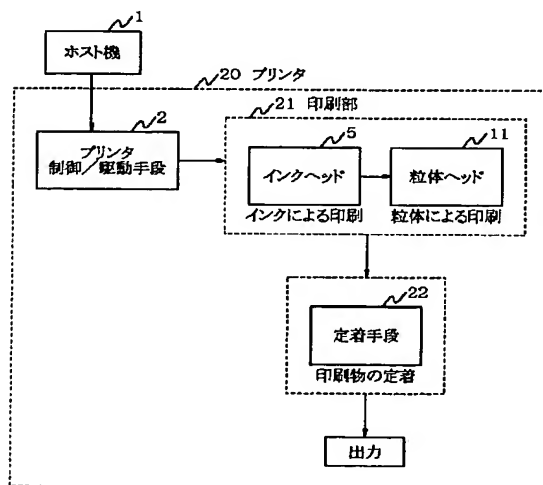 1
ホスト機
20 プリンタ
2
プリンタ
制御/駆動手段
21 印刷部
5
インクヘッド
インクによる印刷
11
粒体ヘッド
粒体による印刷
22
定着手段
印刷物の定着
出力